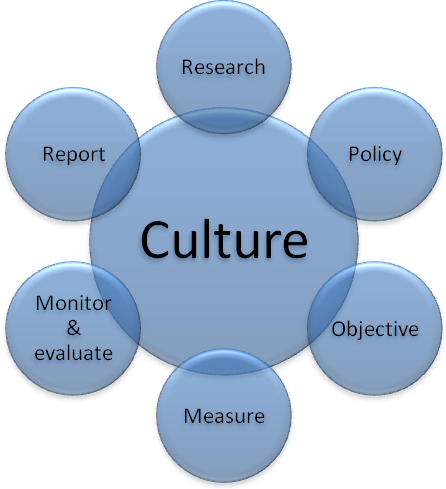 Research
Report
Policy
Culture
Monitor
&
evaluate
Objective
Measure